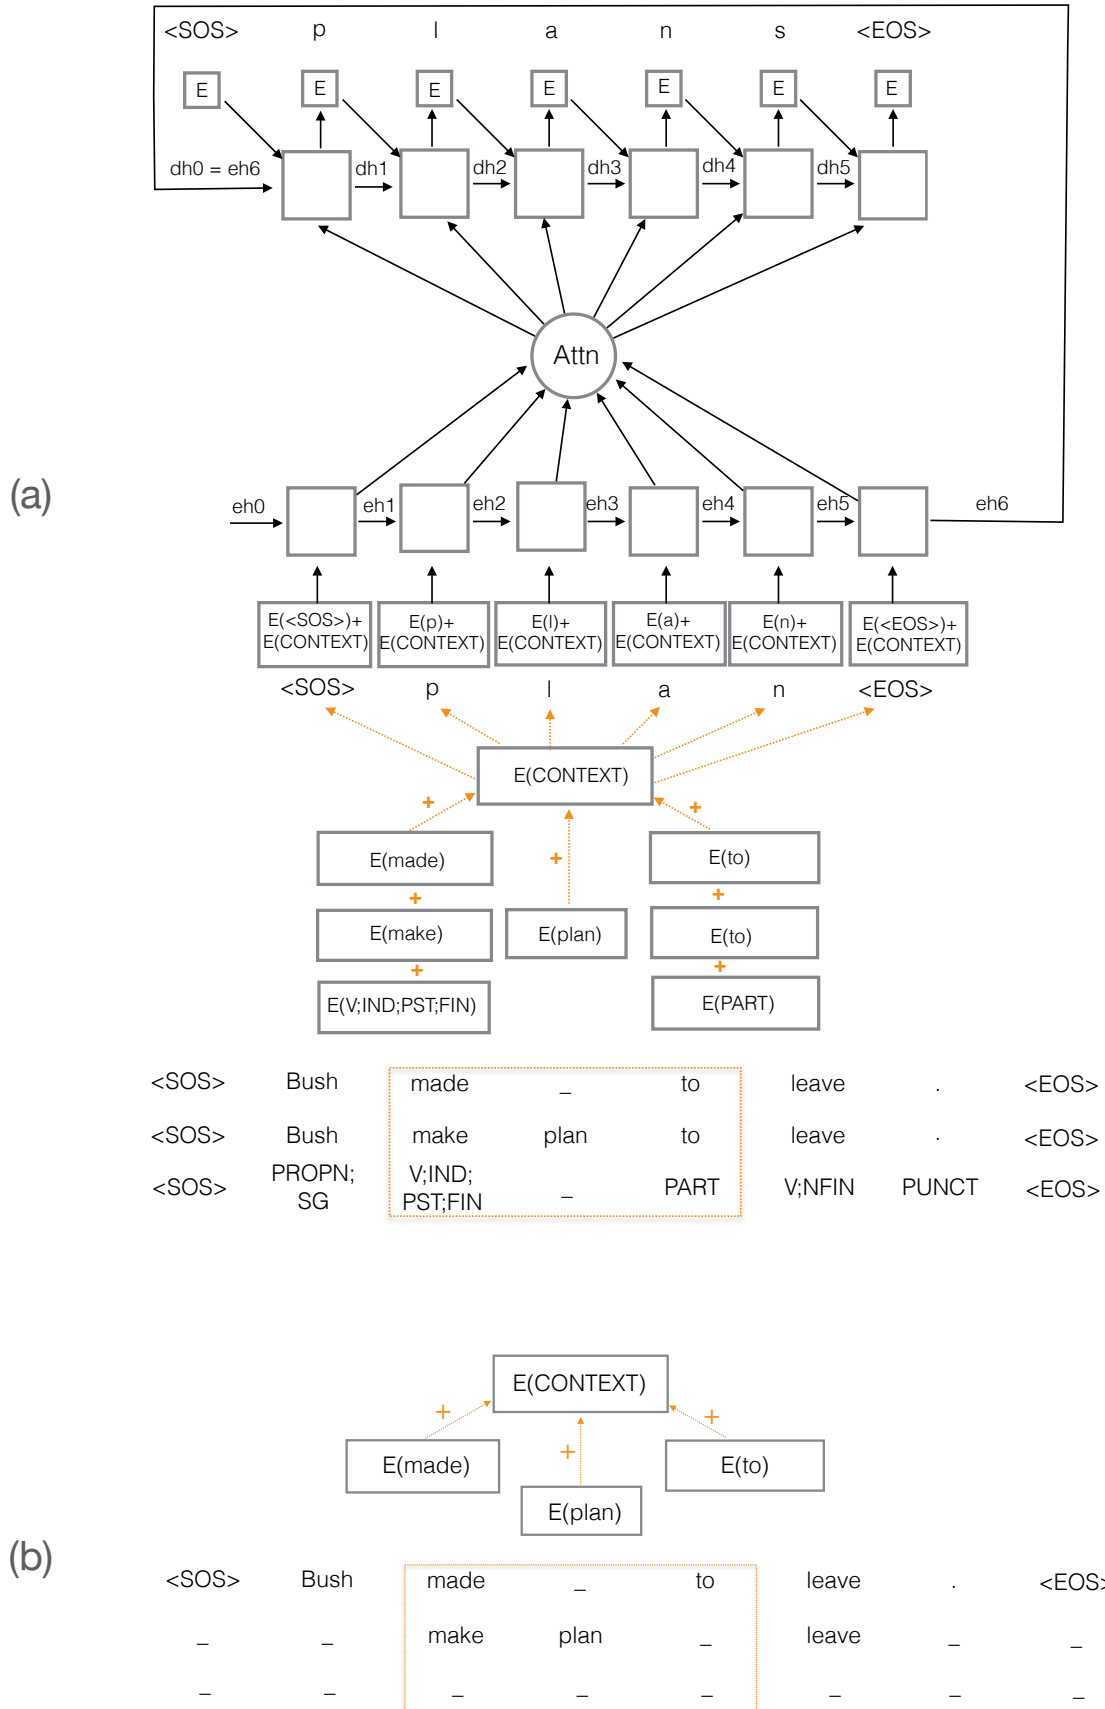 <SOS> p l a n s <EOS>
E E E E E E E
dh0 = eh6 dh1 dh2 dh3 dh4 dh5
Attn
(a)
eh0 eh1 eh2 eh3 eh4 eh5 eh6
E(<SOS>)+ E(p)+ E(l)+ E(a)+ E(n)+ E(<EOS>)+
E(CONTEXT) E(CONTEXT) E(CONTEXT) E(CONTEXT) E(CONTEXT) E(CONTEXT)
<SOS> p l a n <EOS>
E(CONTEXT)
+ +
E(made) + E(to)
+ +
E(make) E(plan) E(to)
+ +
E(V;IND;PST;FIN) E(PART)
<SOS> Bush made _ to leave . <EOS>
<SOS> Bush make plan to leave . <EOS>
PROPN; V;IND;
<SOS> _ PART V;NFIN PUNCT <EOS>
SG PST;FIN
E(CONTEXT)
+ +
E(made) + E(to)
E(plan)
(b)
<SOS> Bush made _ to leave . <EOS>
_ _ make plan _ leave _ _
_ _ _ _ _ _ _ _